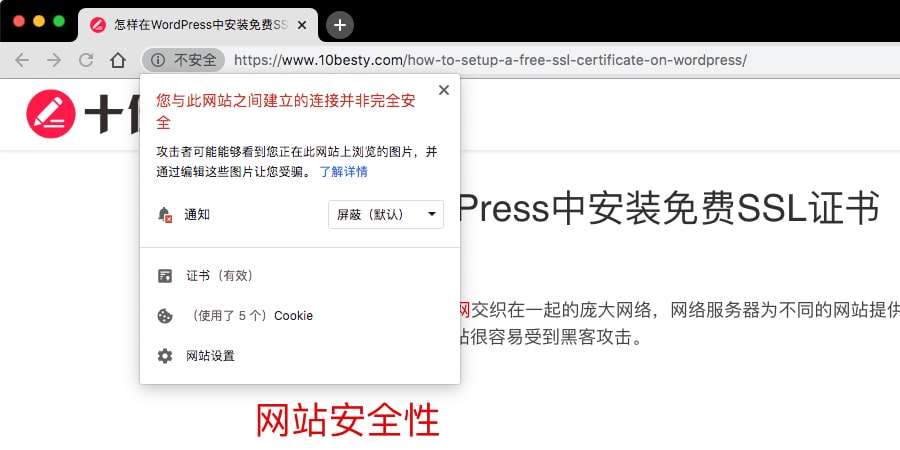 怎样在WordPress中安装免费SS
不安全
https://www.10besty.com/how-to-setup-a-free-ssl-certificate-on-wordpress/
您与此网站之间建立的连接并非完全安
全
攻击者可能能够看到您正在此网站上浏览的图片，并
通过编辑这些图片让您受骗。 了解详情
通知
屏蔽（默认）
证书（有效）
（使用了 5 个）Cookie
网站设置
十
Press中安装免费SSL证书
网交织在一起的庞大网络，网络服务器为不同的网站提供
站很容易受到黑客攻击。
网站安全性